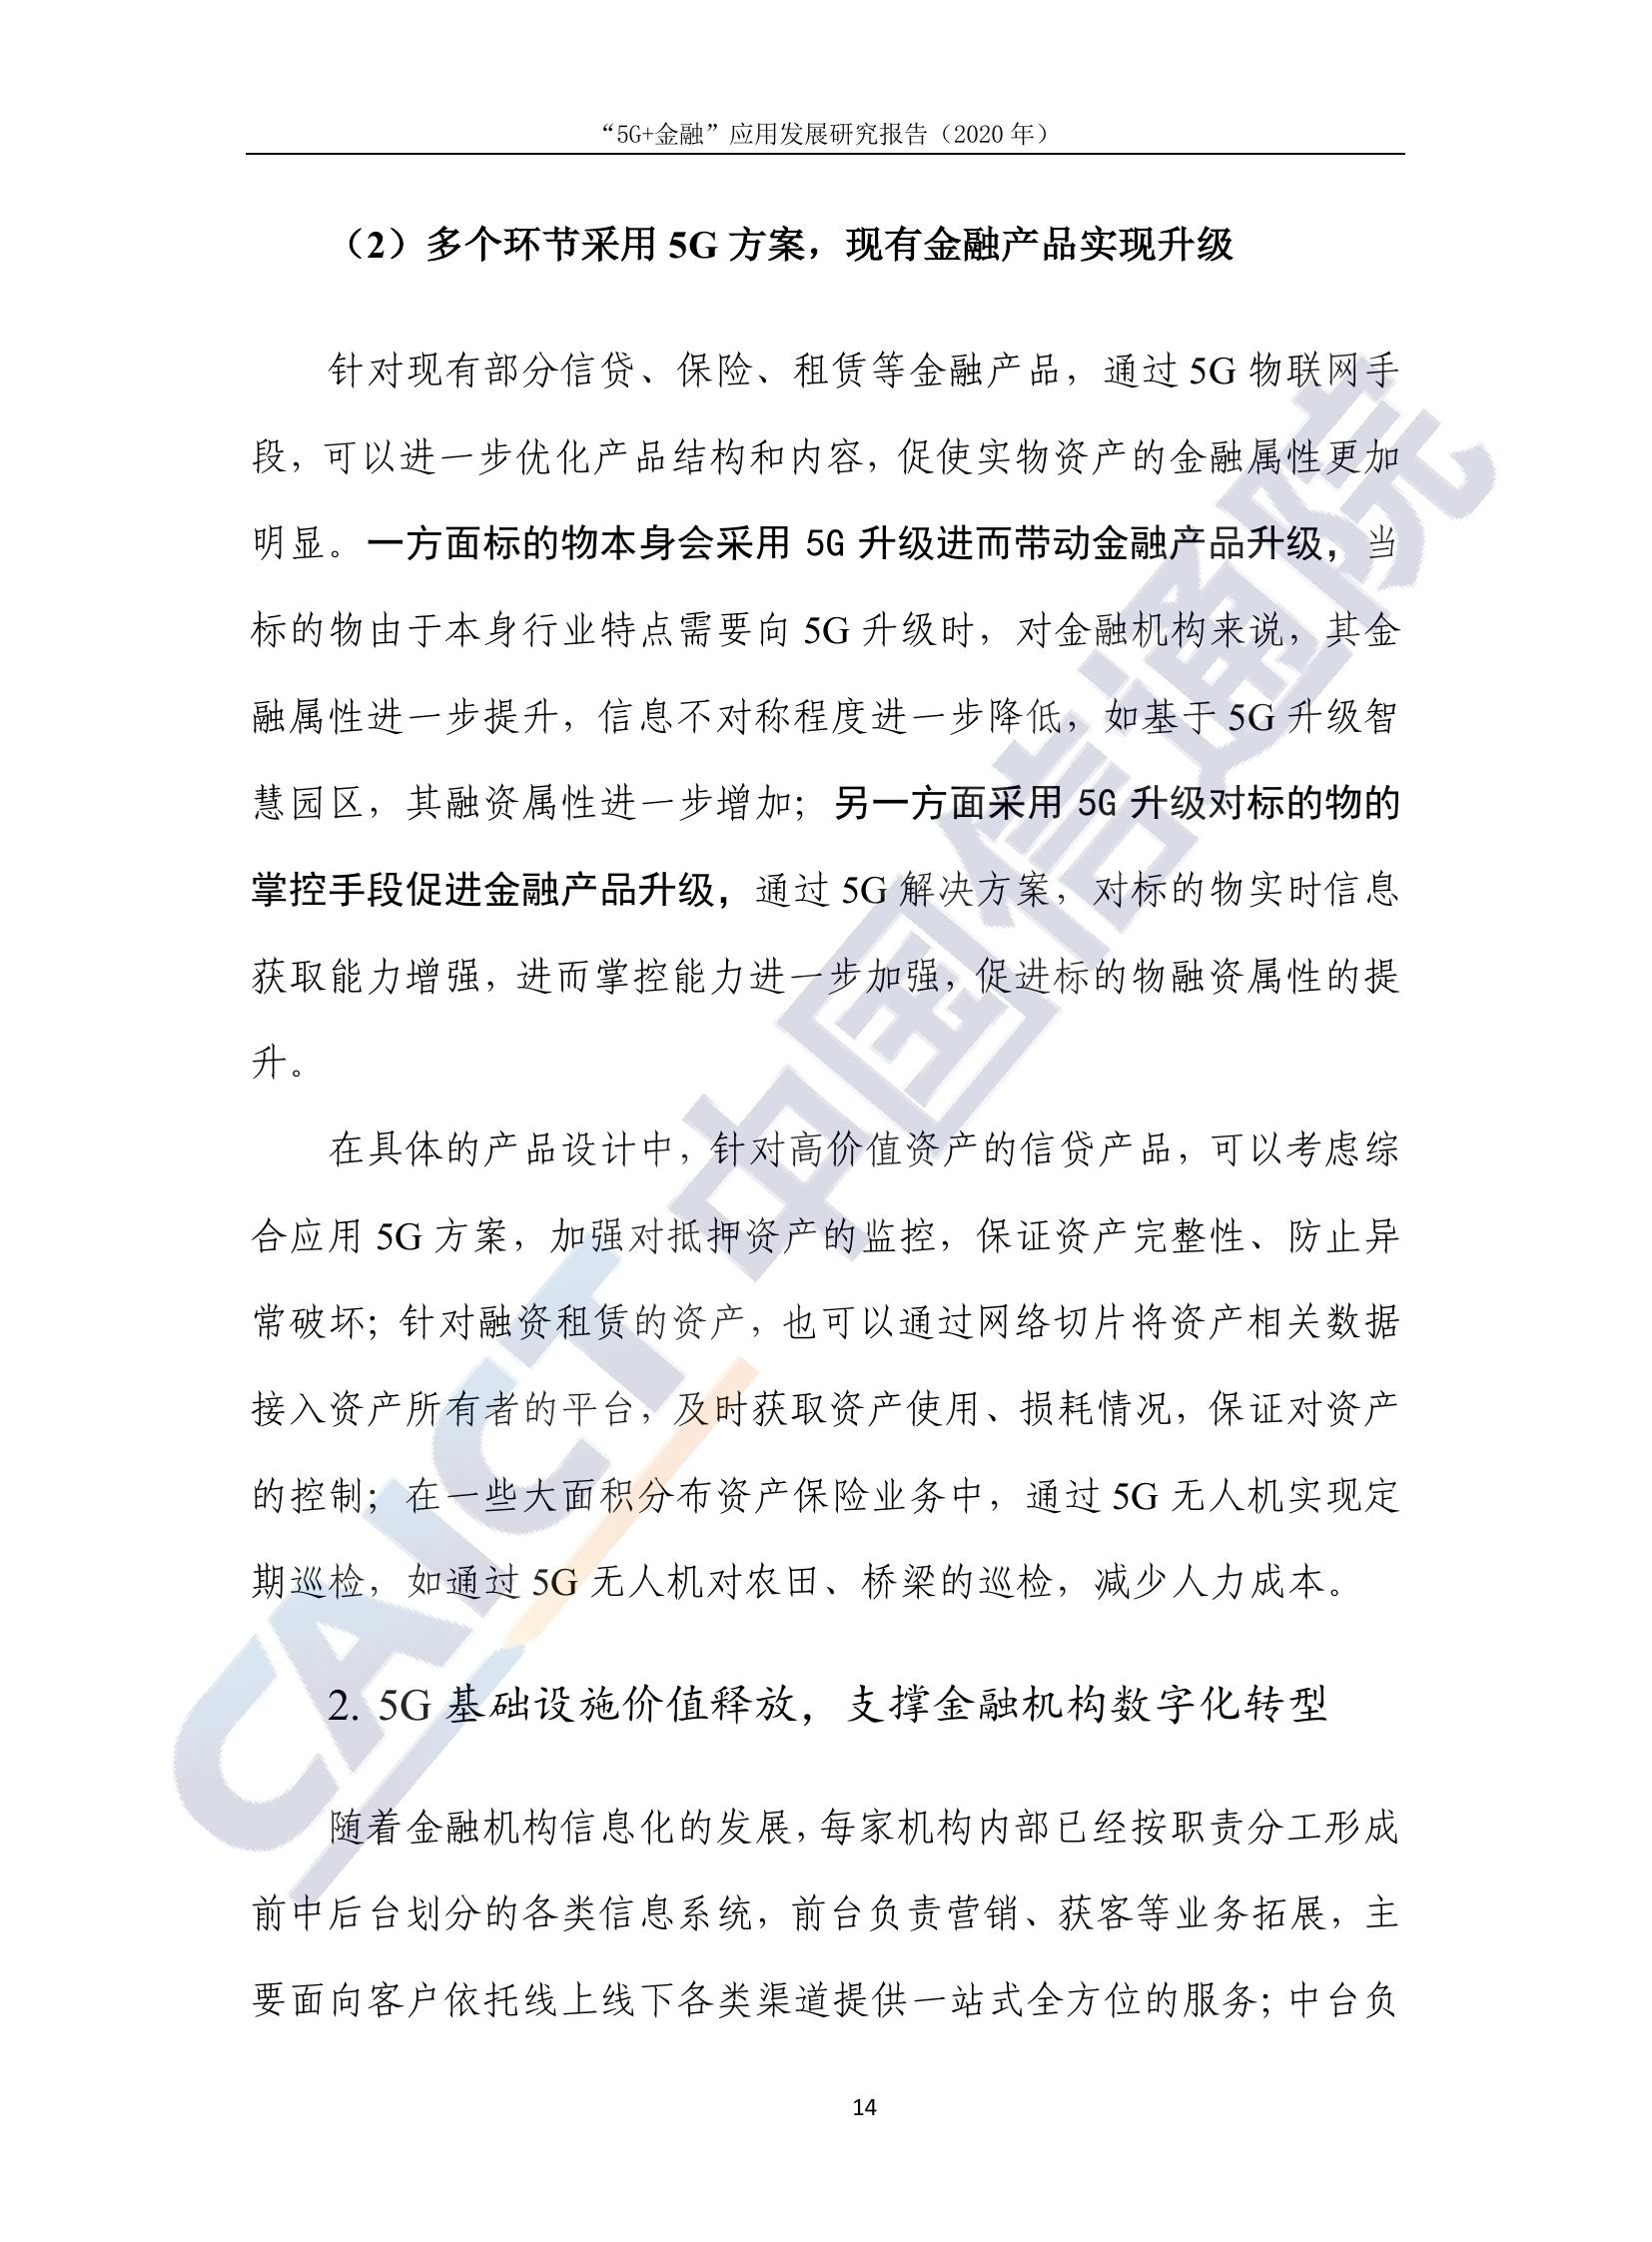 “5G+金融”应用发展研究报告（2020 年）
（2）多个环节采用 5G 方案，现有金融产品实现升级
针对现有部分信贷、保险、租赁等金融产品，通过 5G 物联网手
段，可以进一步优化产品结构和内容，促使实物资产的金融属性更加
明显。一方面标的物本身会采用 5G 升级进而带动金融产品升级，当
标的物由于本身行业特点需要向 5G 升级时，对金融机构来说，其金
融属性进一步提升，信息不对称程度进一步降低，如基于 5G 升级智
慧园区，其融资属性进一步增加；另一方面采用 5G 升级对标的物的
掌控手段促进金融产品升级，通过 5G 解决方案，对标的物实时信息
获取能力增强，进而掌控能力进一步加强，促进标的物融资属性的提
升。
在具体的产品设计中，针对高价值资产的信贷产品，可以考虑综
合应用 5G 方案，加强对抵押资产的监控，保证资产完整性、防止异
常破坏；针对融资租赁的资产，也可以通过网络切片将资产相关数据
接入资产所有者的平台，及时获取资产使用、损耗情况，保证对资产
的控制；在一些大面积分布资产保险业务中，通过 5G 无人机实现定
期巡检，如通过 5G 无人机对农田、桥梁的巡检，减少人力成本。
2. 5G 基础设施价值释放，支撑金融机构数字化转型
随着金融机构信息化的发展，每家机构内部已经按职责分工形成
前中后台划分的各类信息系统，前台负责营销、获客等业务拓展，主
要面向客户依托线上线下各类渠道提供一站式全方位的服务；中台负
14
CAICT 中国信通院